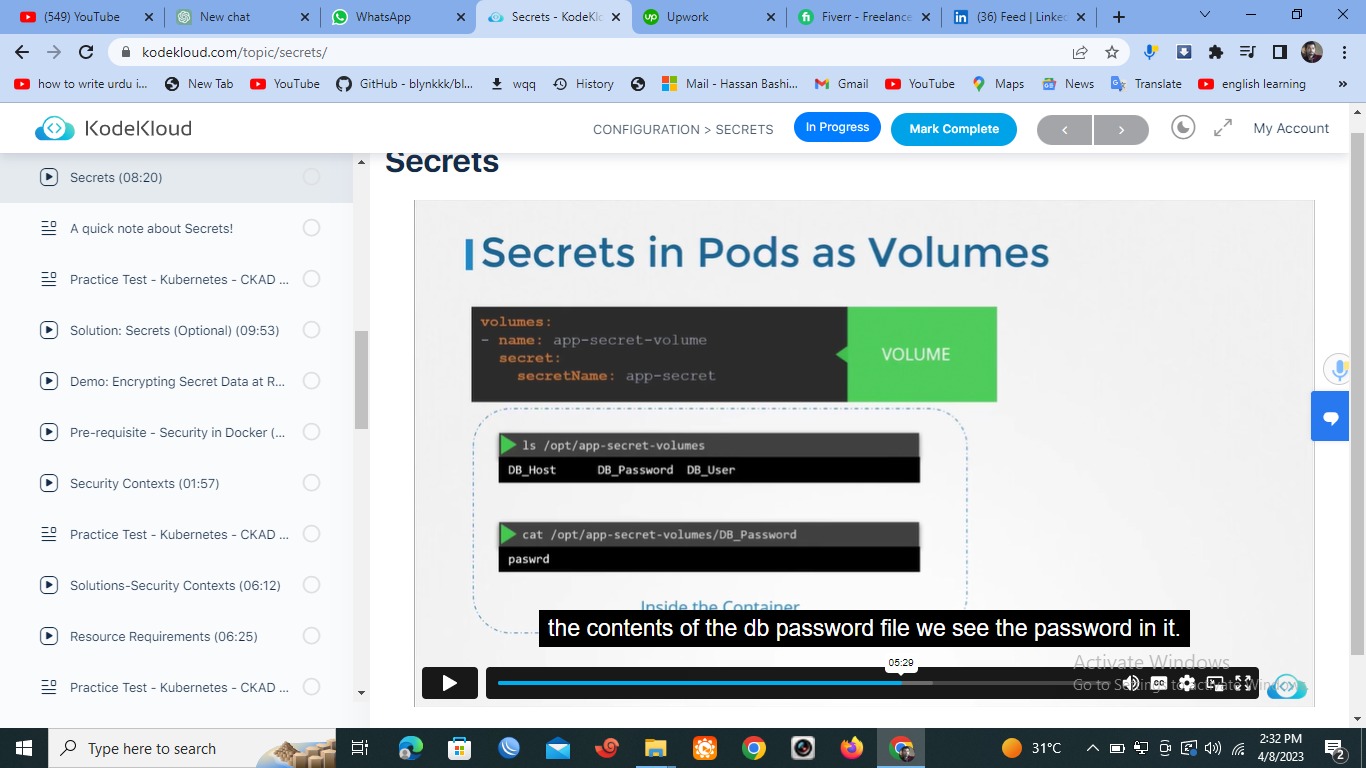 (549) YouTube
New chat
WhatsApp
Secrets - KodeKlo
Upwork
Fiverr - Freelance
(36) Feed | Linke
kodekloud.com/topic/secrets/
how to write urdu i...
New Tab
YouTube
GitHub - blynkkk/bl...
wqq
History
Mail - Hassan Bashi...
Gmail
YouTube
Maps
News
Translate
english learning
»
KodeKloud
CONFIGURATION > SECRETS
In Progress
Mark Complete
<
>
My Account
Secrets (08:20)
A quick note about Secrets!
Practice Test - Kubernetes - CKAD ...
Solution: Secrets (Optional) (09:53)
Demo: Encrypting Secret Data at R...
Pre-requisite - Security in Docker (...
Security Contexts (01:57)
Practice Test - Kubernetes - CKAD ...
Solutions-Security Contexts (06:12)
Resource Requirements (06:25)
Practice Test - Kubernetes - CKAD ...
Secrets
Secrets in Pods as Volumes
volumes:
- name: app-secret-volume
secret:
secretName: app-secret
VOLUME
ls /opt/app-secret-volumes
DB_Host DB_Password DB_User
cat /opt/app-secret-volumes/DB_Password
paswrd
Inside the Container
the contents of the db password file we see the password in it.
05:29
Activate Windows
Go to Settings to activate Windows.
CC
Type here to search
31°C
2:32 PM
4/8/2023
2